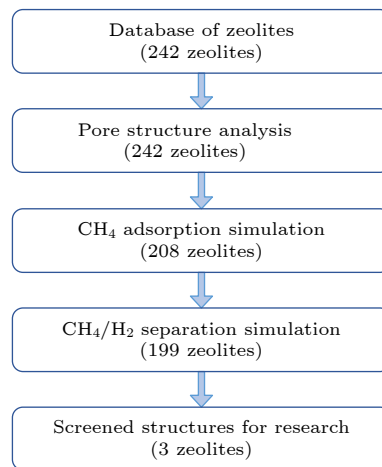 Database of zeolites
(242 zeolites)
Pore structure analysis
(242 zeolites)
CH₄ adsorption simulation
(208 zeolites)
CH₄/H₂ separation simulation
(199 zeolites)
Screened structures for research
(3 zeolites)